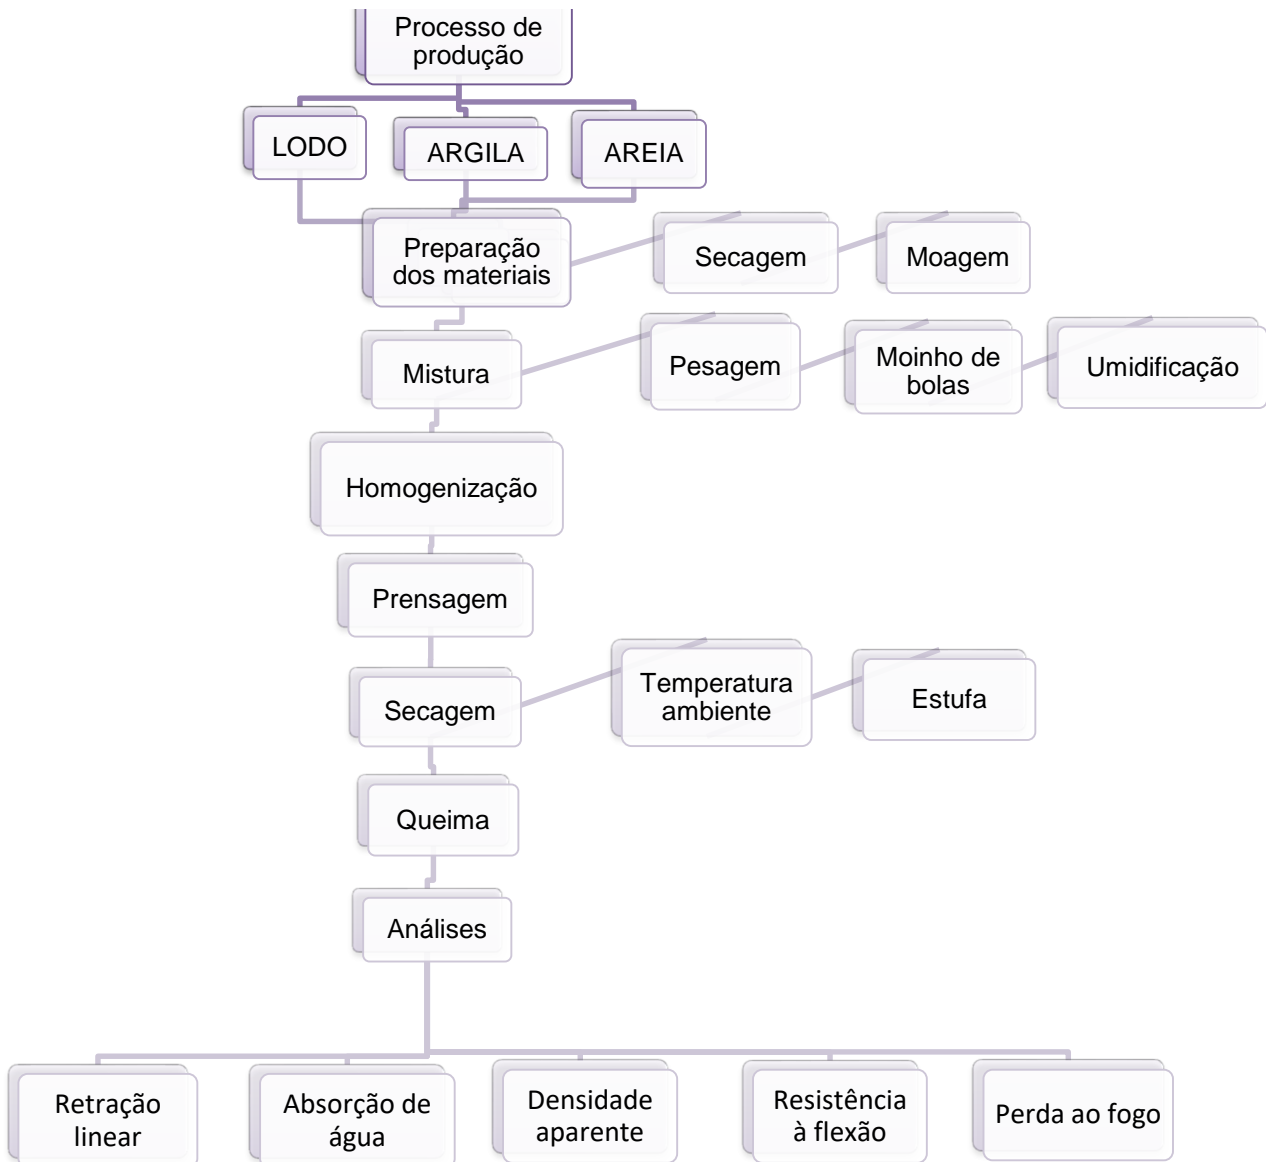 Processo de
produção
LODO
ARGILA
AREIA
Preparação
dos materiais
Secagem
Moagem
Mistura
Pesagem
Moinho de
bolas
Umidificação
Homogenização
Prensagem
Secagem
Temperatura
ambiente
Estufa
Queima
Análises
Retração
linear
Absorção de
água
Densidade
aparente
Resistência
à flexão
Perda ao fogo